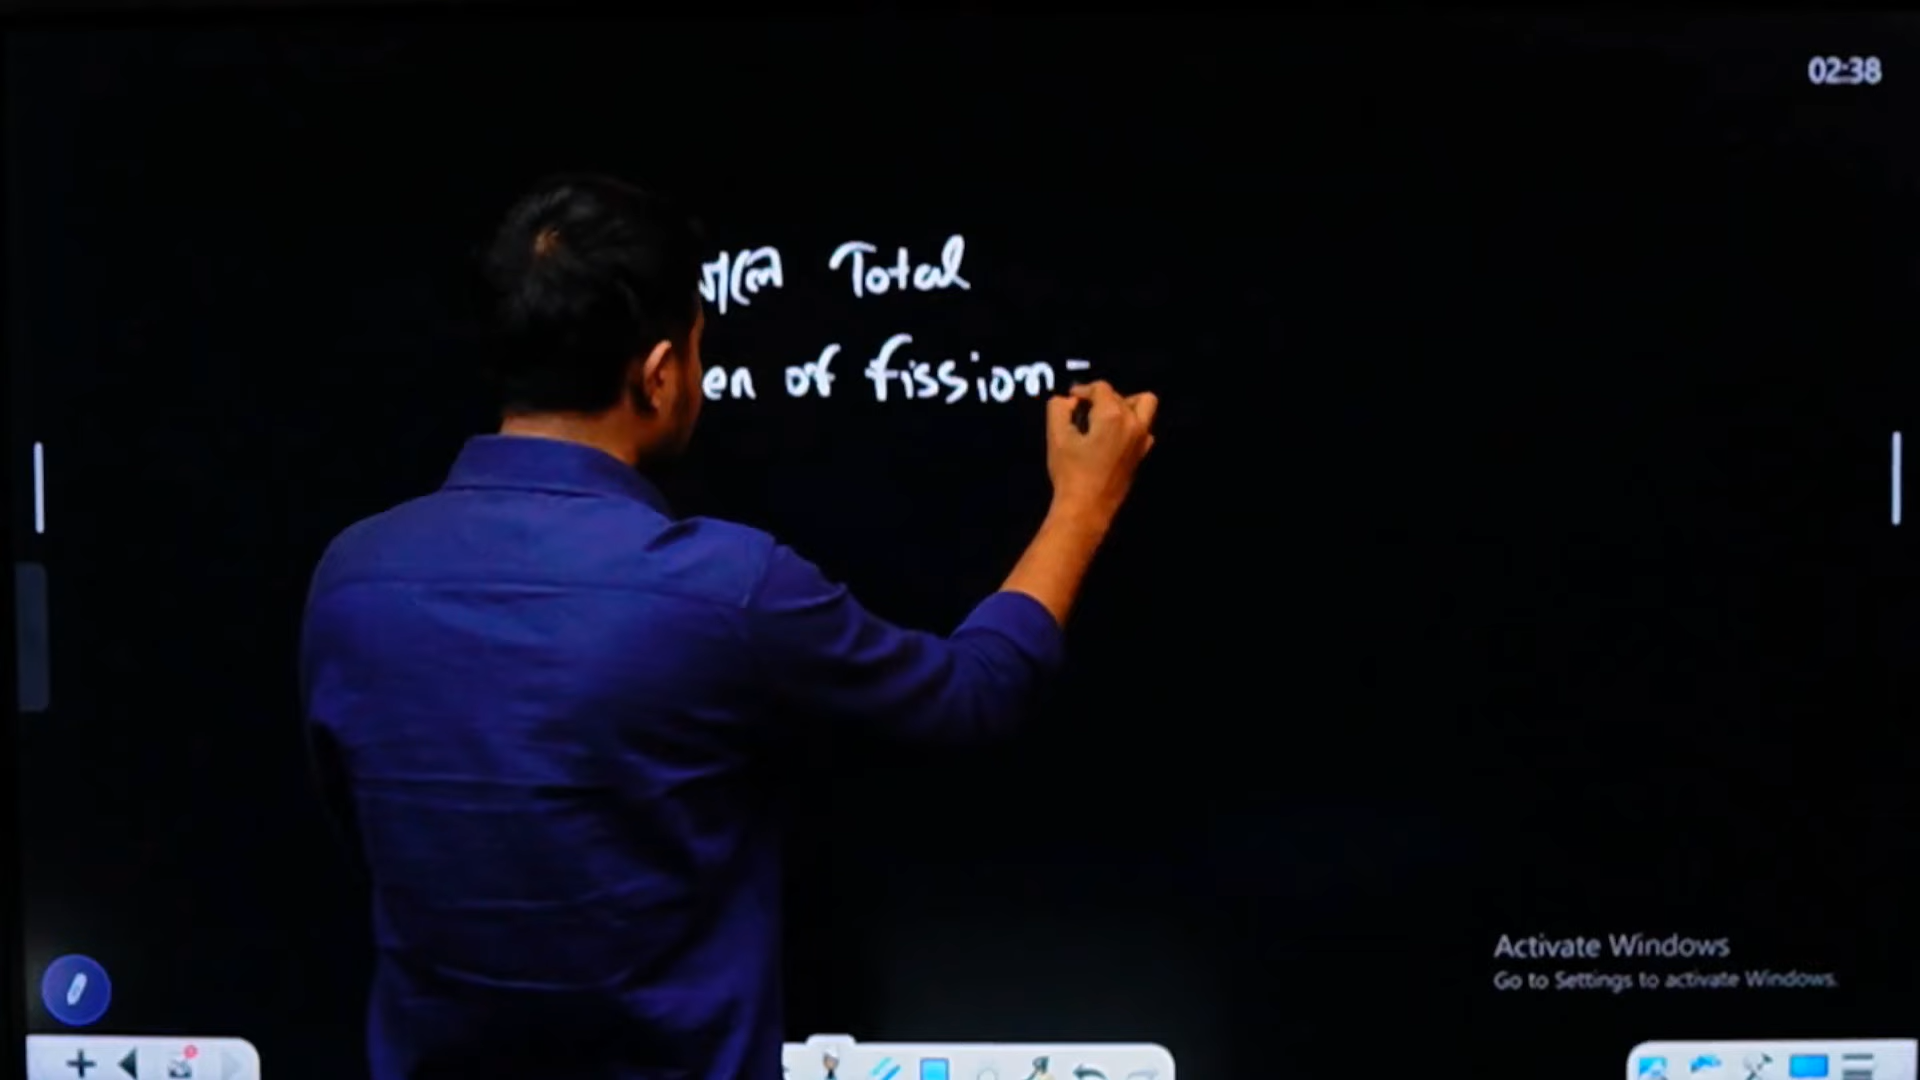 02:38
লে Total
en of fission=
Activate Windows
Go to Settings to activate Windows.